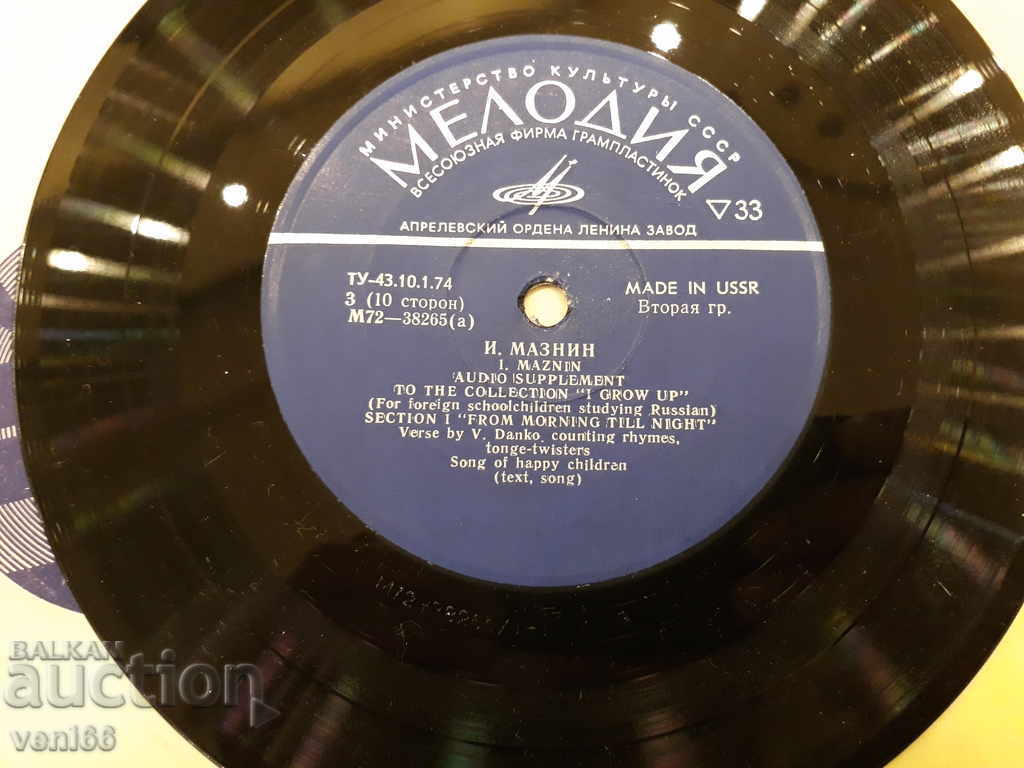 МИНИСТЕРСТВО КУЛЬТУРЫ СССР
МЕЛОДИЯ
ВСЕСОЮЗНАЯ ФИРМА ГРАМПЛАСТИНОК
▽33
АПРЕЛЕВСКИЙ ОРДЕНА ЛЕНИНА ЗАВОД
ТУ—43.10.1.74
3 (10 сторон)
М72—38265(а)
MADE IN USSR
Вторая гр.
И. МАЗНИН
I. MAZNIN
AUDIO SUPPLEMENT
TO THE COLLECTION "I GROW UP"
(For foreign schoolchildren studying Russian)
SECTION I "FROM MORNING TILL NIGHT"
Verse by V. Danko, counting rhymes,
tonge-twisters
Song of happy children
(text, song)
BALKAN
auction
veni66